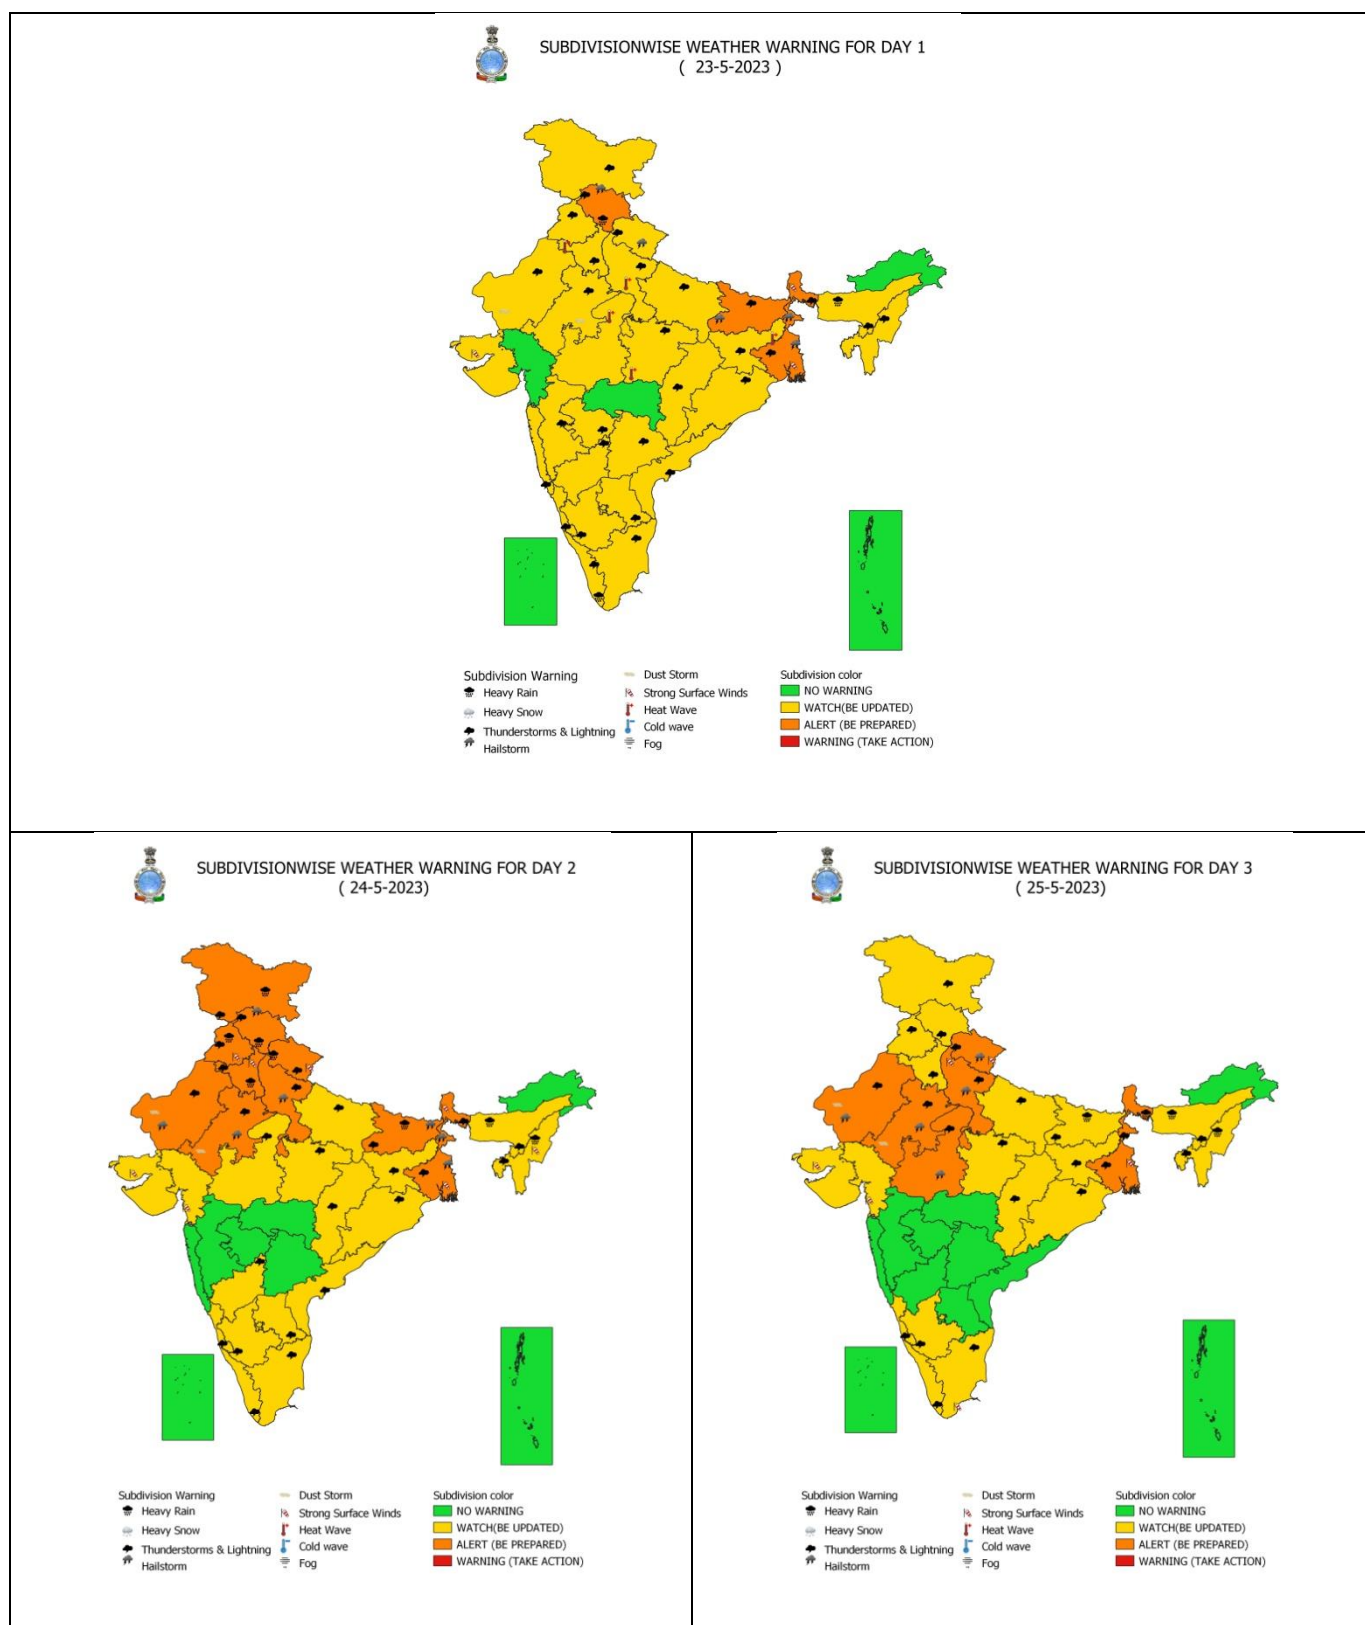 SUBDIVISIONWISE WEATHER WARNING FOR DAY 1
( 23-5-2023 )
Subdivision Warning
Heavy Rain
Heavy Snow
Thunderstorms & Lightning
Hailstorm
Dust Storm
Strong Surface Winds
Heat Wave
Cold wave
Fog
Subdivision color
NO WARNING
WATCH(BE UPDATED)
ALERT (BE PREPARED)
WARNING (TAKE ACTION)
SUBDIVISIONWISE WEATHER WARNING FOR DAY 2
( 24-5-2023)
Subdivision Warning
Heavy Rain
Heavy Snow
Thunderstorms & Lightning
Hailstorm
Dust Storm
Strong Surface Winds
Heat Wave
Cold wave
Fog
Subdivision color
NO WARNING
WATCH(BE UPDATED)
ALERT (BE PREPARED)
WARNING (TAKE ACTION)
SUBDIVISIONWISE WEATHER WARNING FOR DAY 3
( 25-5-2023)
Subdivision Warning
Heavy Rain
Heavy Snow
Thunderstorms & Lightning
Hailstorm
Dust Storm
Strong Surface Winds
Heat Wave
Cold wave
Fog
Subdivision color
NO WARNING
WATCH(BE UPDATED)
ALERT (BE PREPARED)
WARNING (TAKE ACTION)